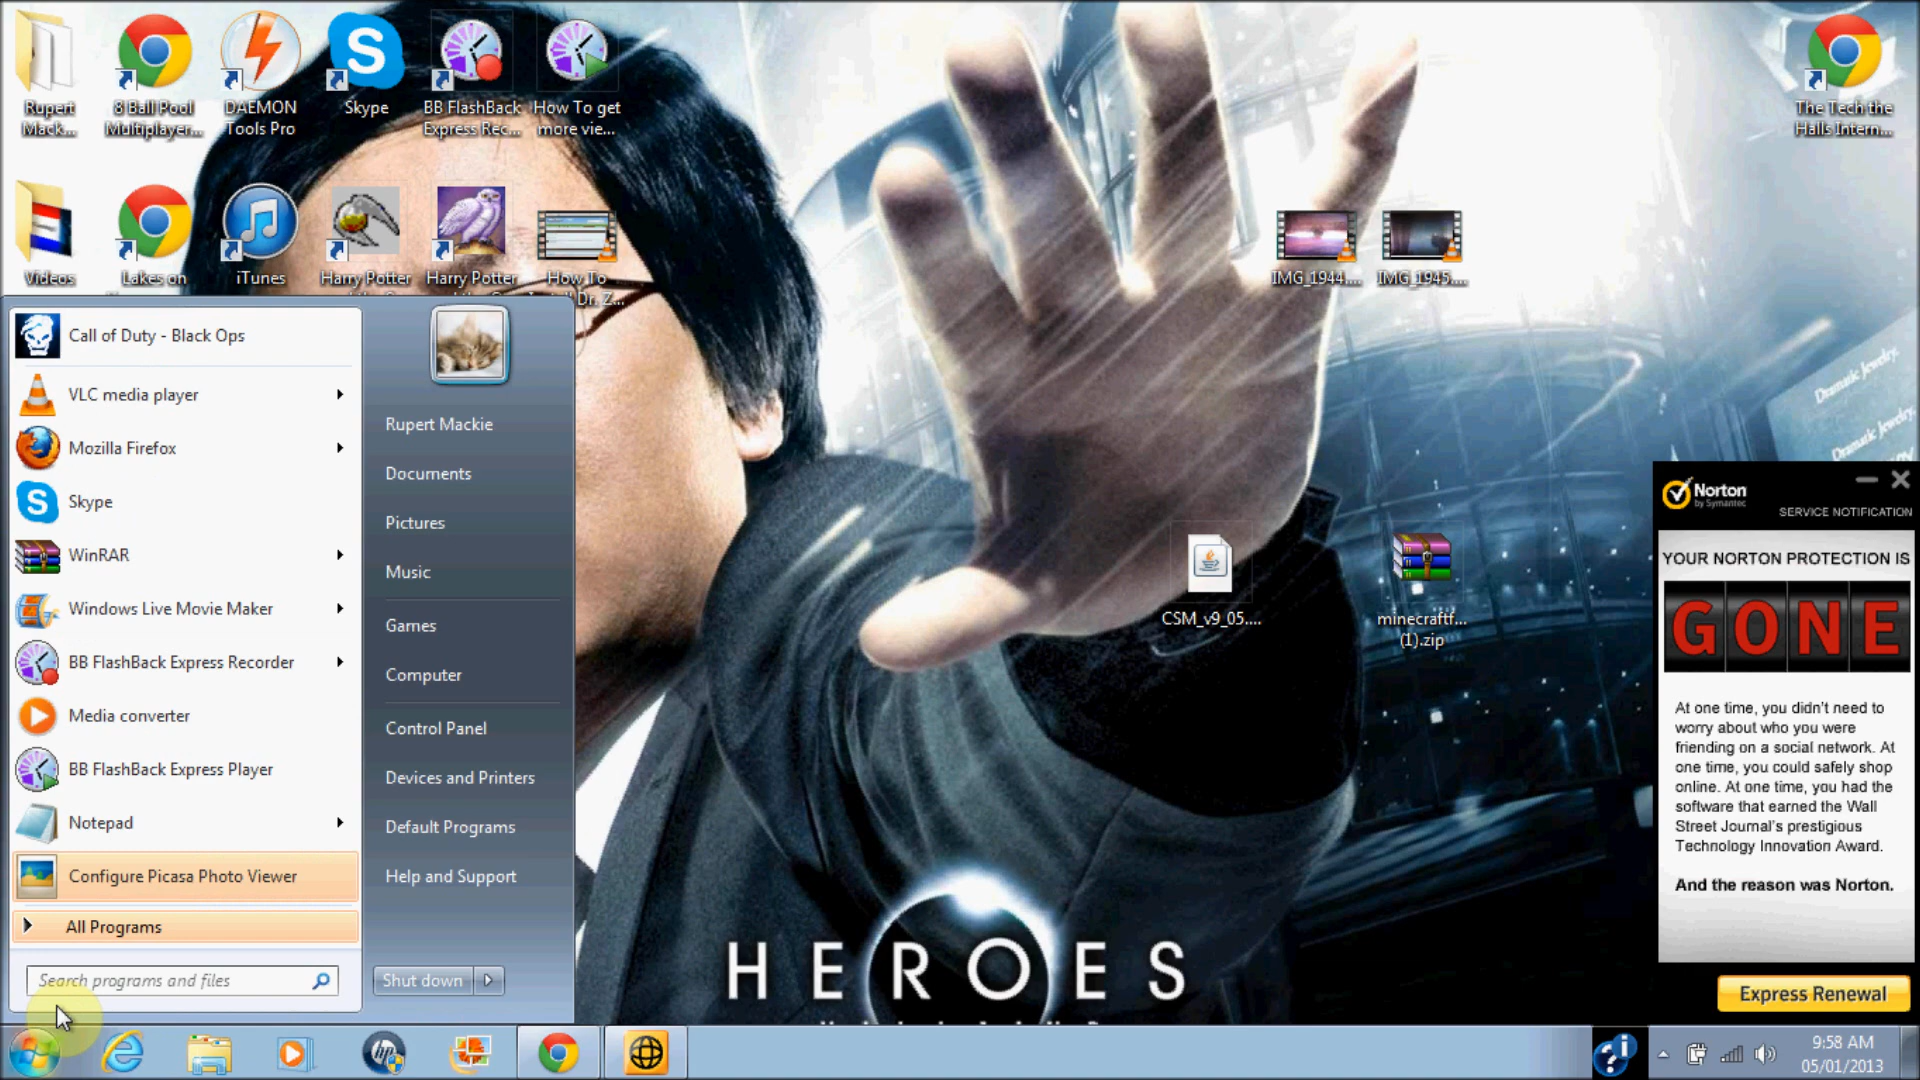 Rupert
Mack...
8 Ball Pool
Multiplayer...
DAEMON
Tools Pro
Skype
BB FlashBack
Express Rec...
How To get
more vie...
The Tech the
Halls Intern...
Videos
Lakes on
iTunes
Harry Potter
Harry Potter
How To
IMG_1944....
IMG_1945....
Call of Duty - Black Ops
VLC media player
Mozilla Firefox
Skype
WinRAR
Windows Live Movie Maker
BB FlashBack Express Recorder
Media converter
BB FlashBack Express Player
Notepad
Configure Picasa Photo Viewer
All Programs
Search programs and files
Rupert Mackie
Documents
Pictures
Music
Games
Computer
Control Panel
Devices and Printers
Default Programs
Help and Support
Shut down
CSM_v9_05....
minecraftf...
(1).zip
Dramatic Jewelry.
Dramatic Jewelry.
HEROES
Norton
by Symantec
SERVICE NOTIFICATION
YOUR NORTON PROTECTION IS
GONE
At one time, you didn't need to
worry about who you were
friending on a social network. At
one time, you could safely shop
online. At one time, you had the
software that earned the Wall
Street Journal's prestigious
Technology Innovation Award.
And the reason was Norton.
Express Renewal
9:58 AM
05/01/2013